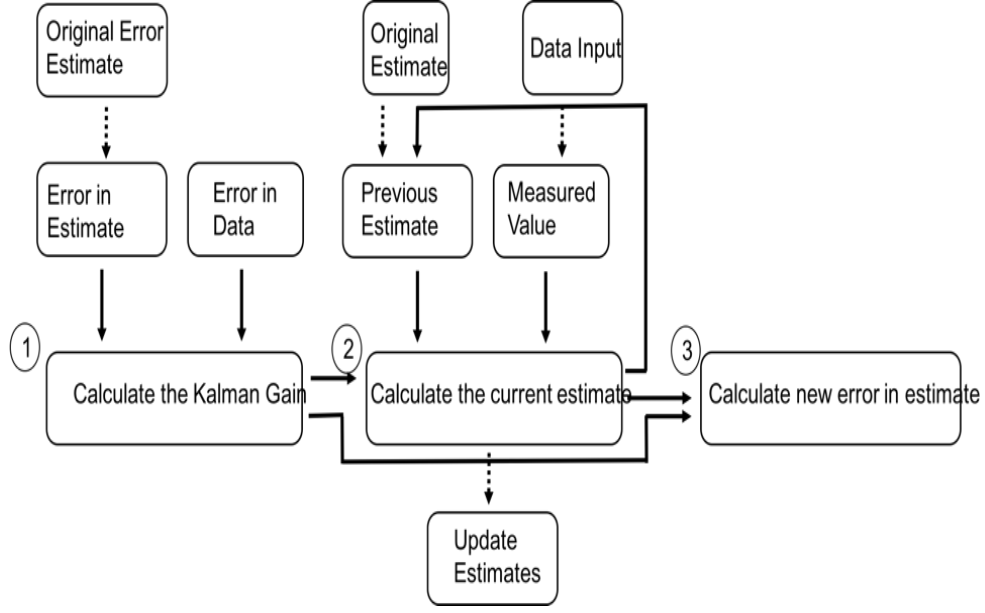 Original Error
Estimate
Original
Estimate
Data Input
Error in
Estimate
Error in
Data
Previous
Estimate
Measured
Value
1
2
3
Calculate the Kalman Gain
Calculate the current estimate
Calculate new error in estimate
Update
Estimates